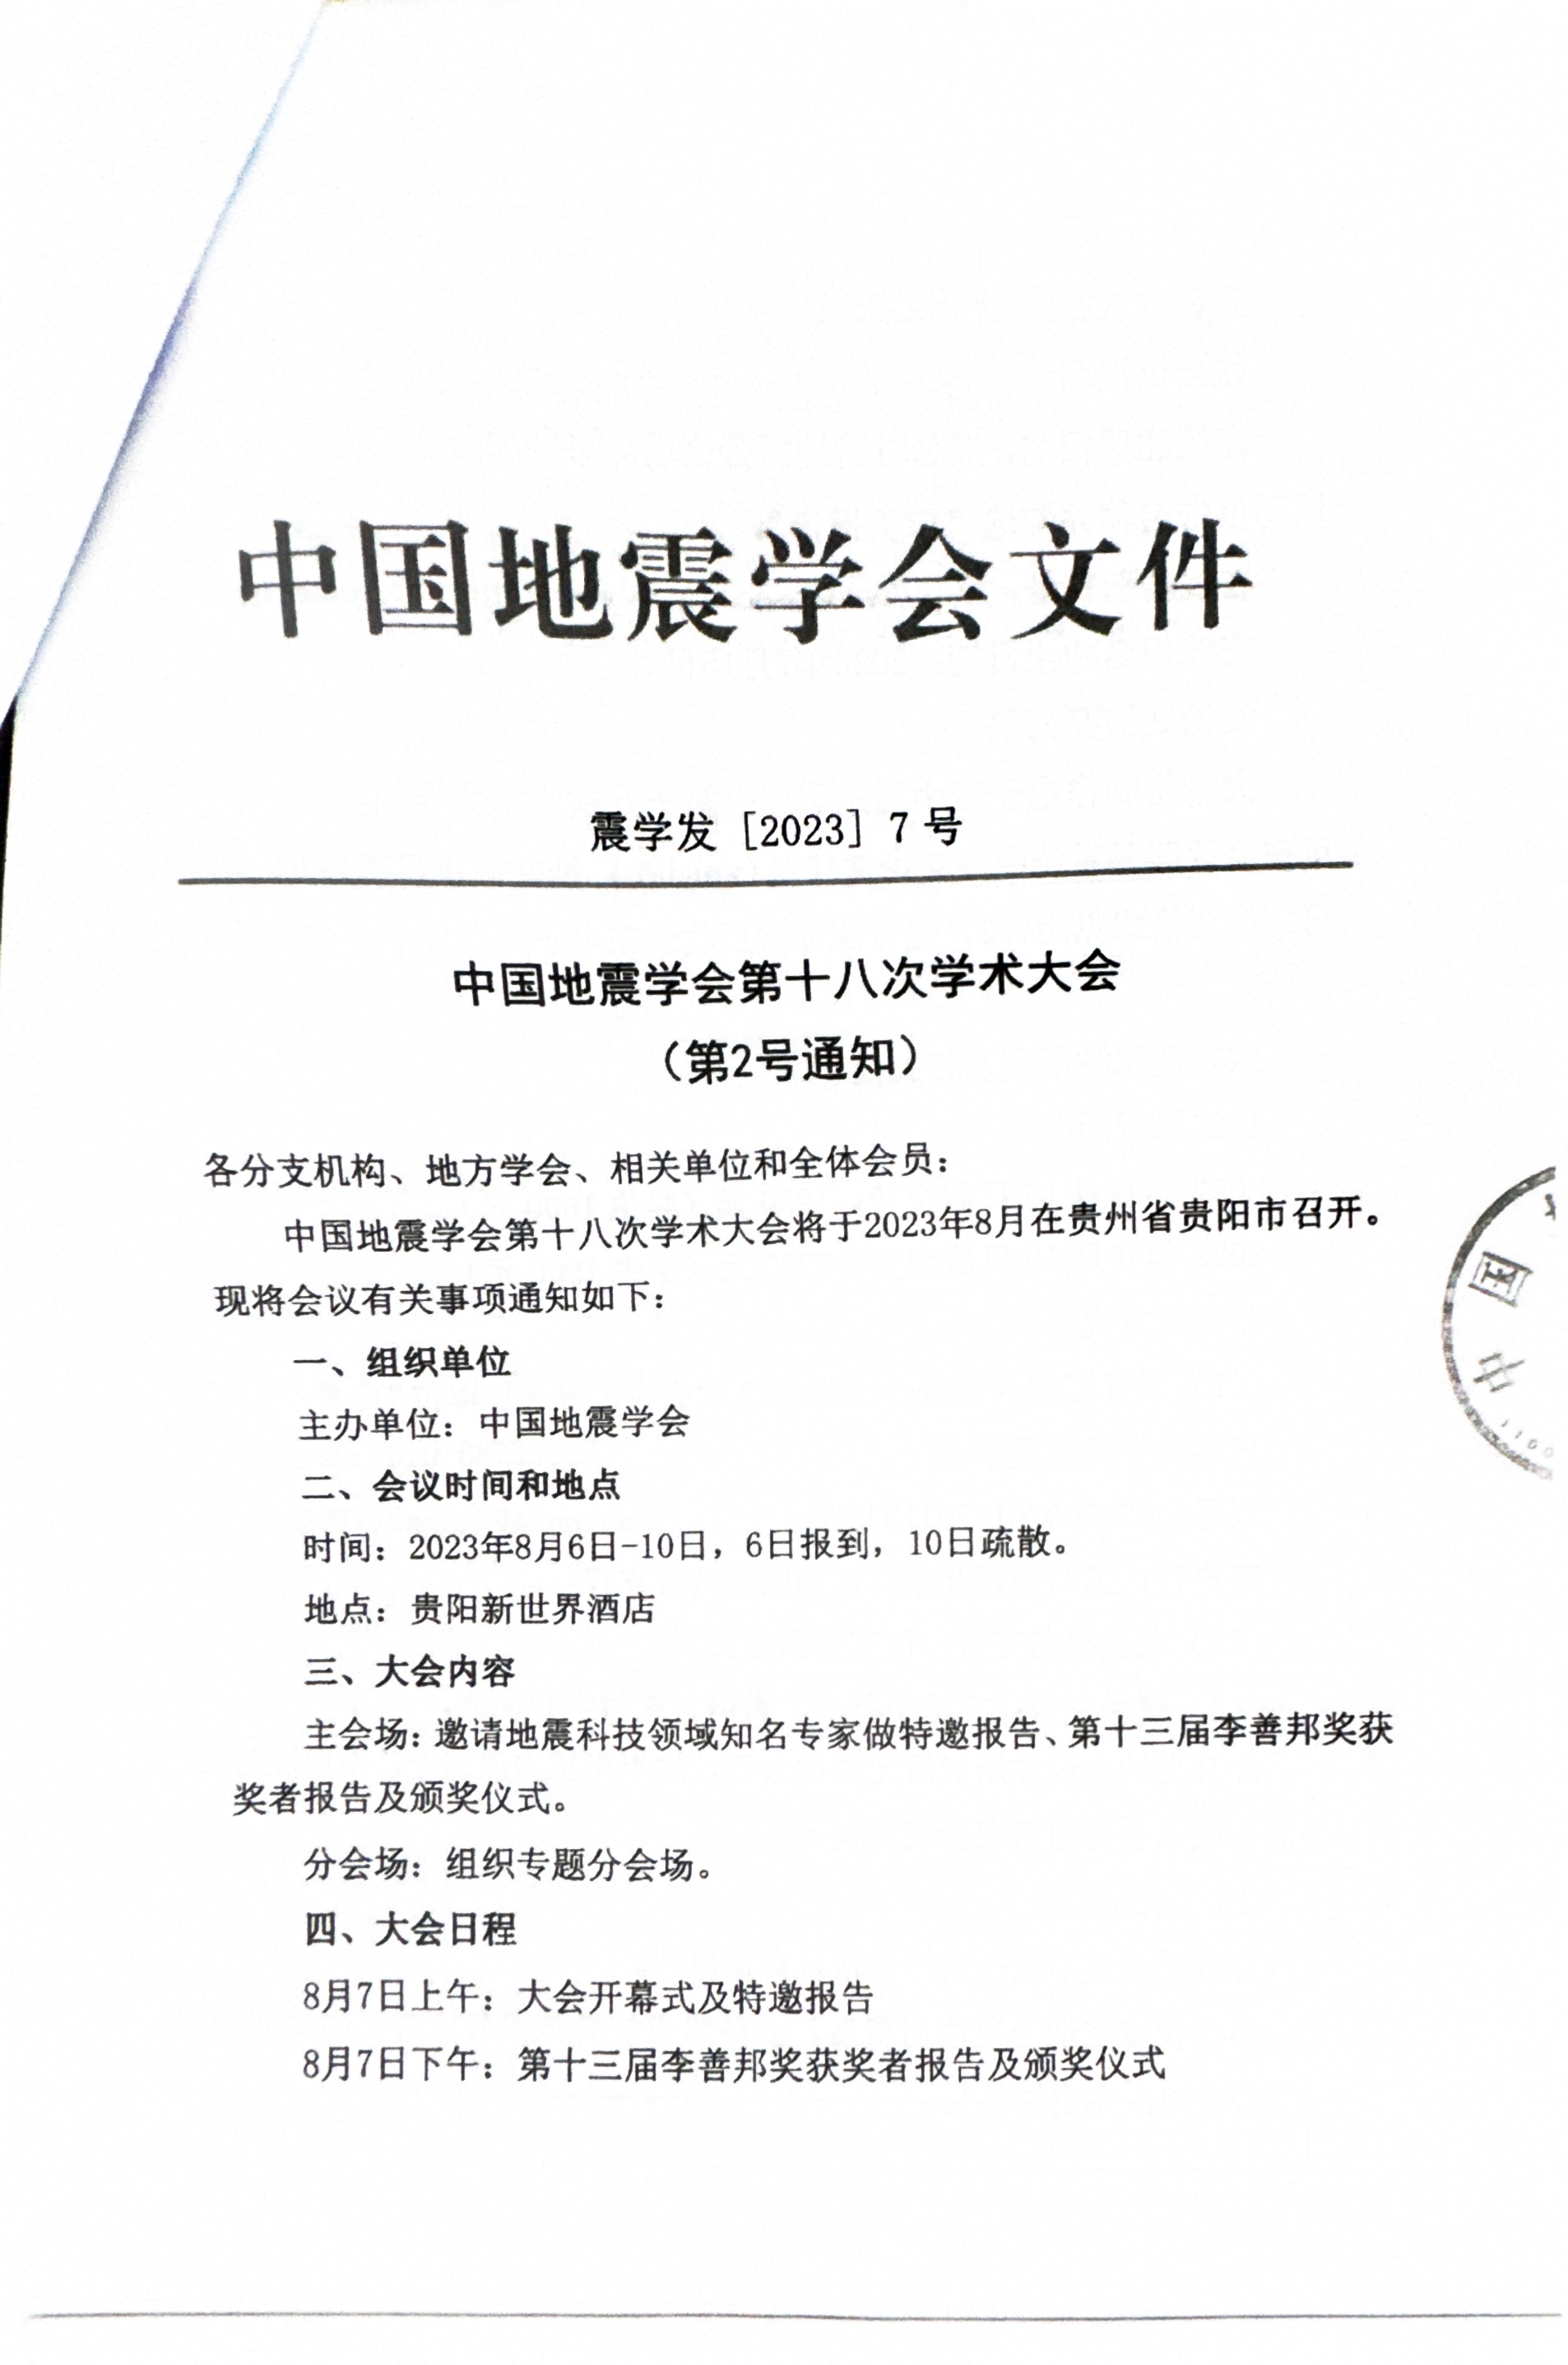 中国地震学会文件
震学发［2023］7号
中国地震学会第十八次学术大会
（第2号通知）
各分支机构、地方学会、相关单位和全体会员：
中国地震学会第十八次学术大会将于2023年8月在贵州省贵阳市召开。
现将会议有关事项通知如下：
一、组织单位
主办单位：中国地震学会
二、会议时间和地点
时间：2023年8月6日-10日，6日报到，10日疏散。
地点：贵阳新世界酒店
三、大会内容
主会场：邀请地震科技领域知名专家做特邀报告、第十三届李善邦奖获
奖者报告及颁奖仪式。
分会场：组织专题分会场。
四、大会日程
8月7日上午：大会开幕式及特邀报告
8月7日下午：第十三届李善邦奖获奖者报告及颁奖仪式
中国